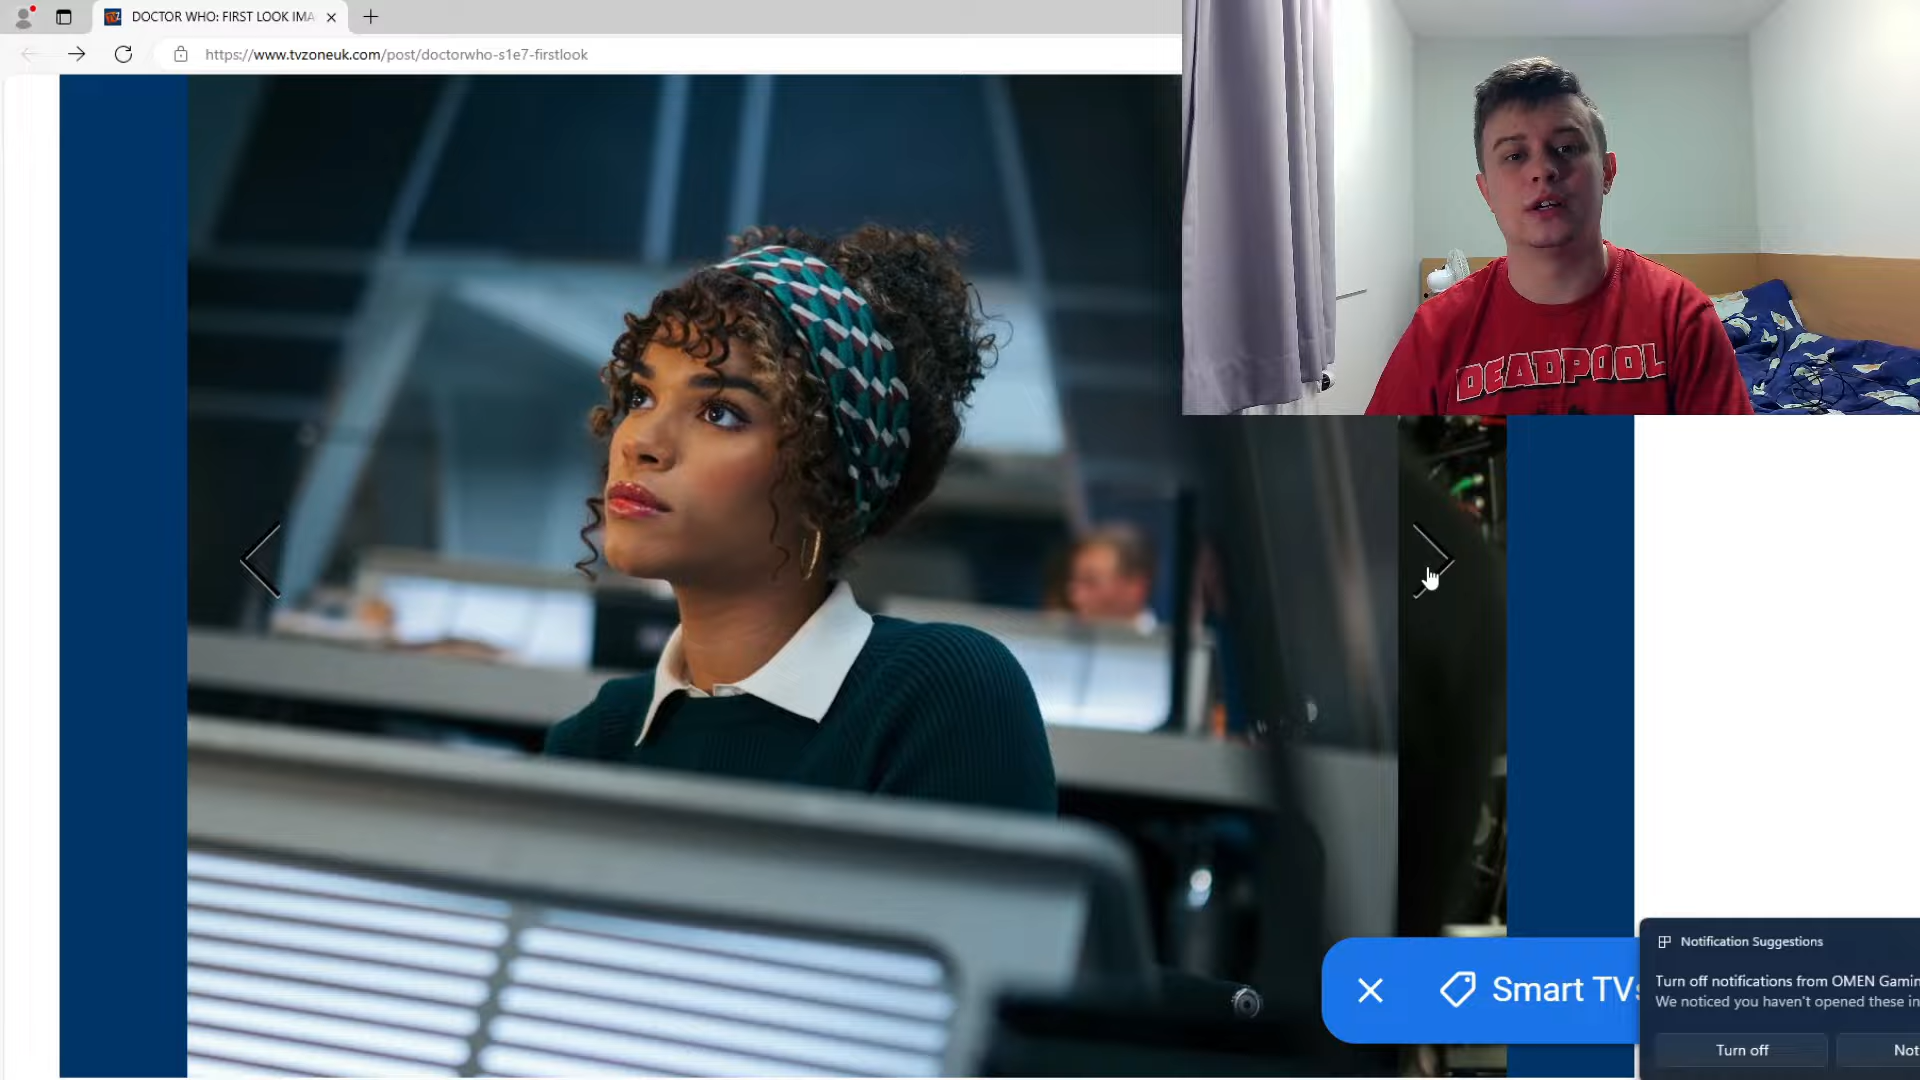 DOCTOR WHO: FIRST LOOK IMA
https://www.tvzoneuk.com/post/doctorwho-s1e7-firstlook
DEADPOOL
Smart TVs
Notification Suggestions
Turn off notifications from OMEN Gamin
We noticed you haven't opened these in
Turn off
Not